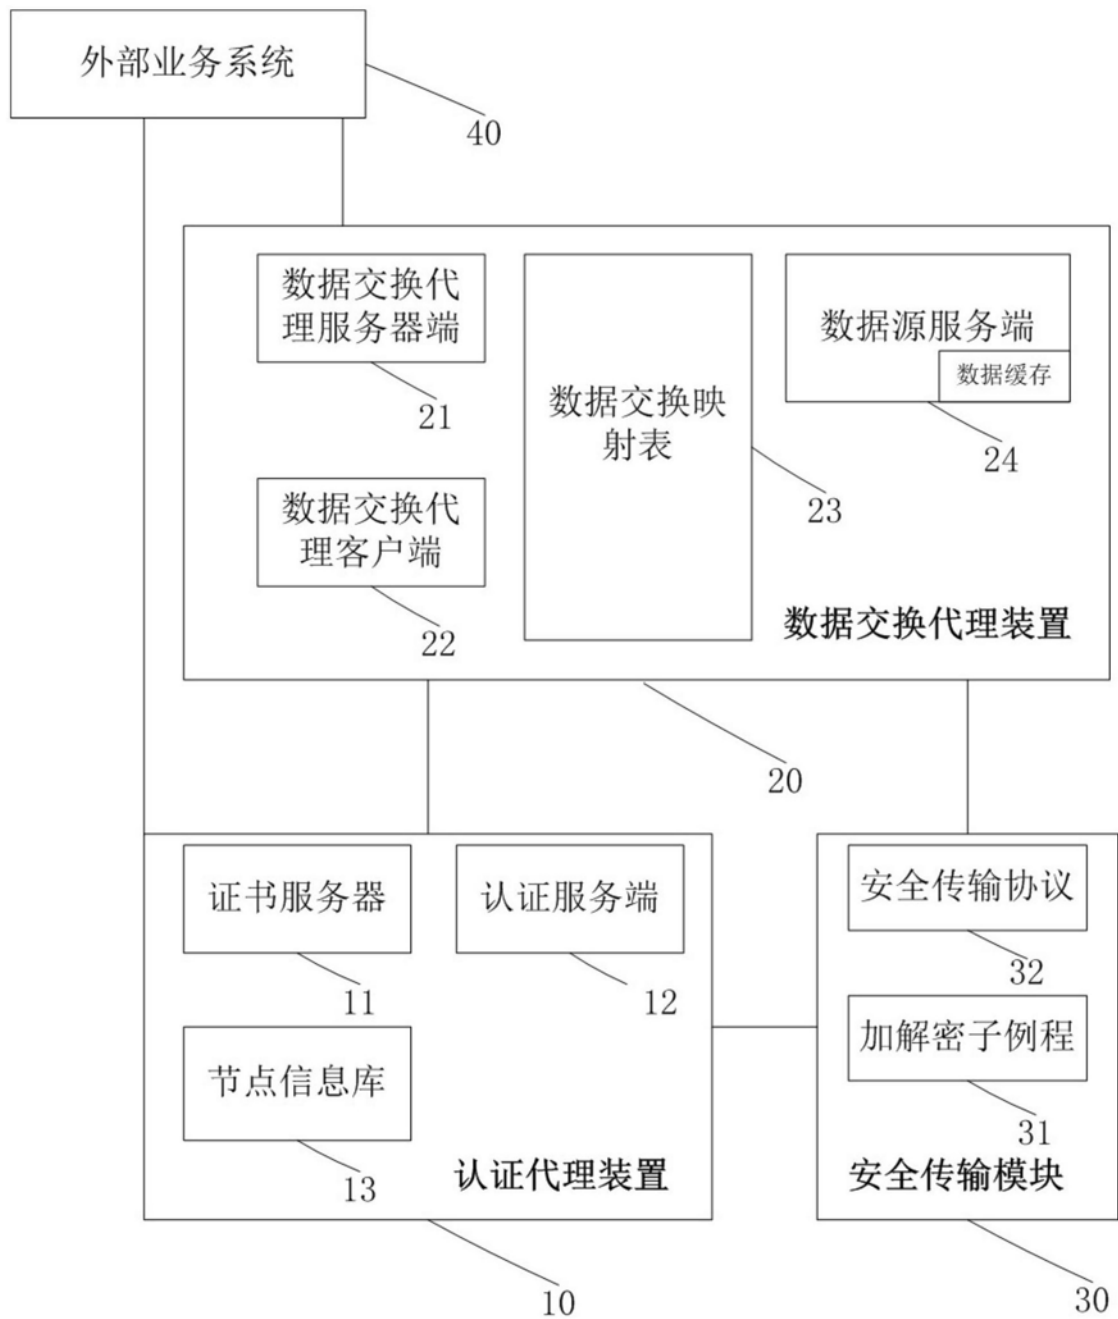 外部业务系统
40
数据交换代
理服务器端
21
数据交换映
射表
23
数据源服务端
数据缓存
24
数据交换代
理客户端
22
数据交换代理装置
20
证书服务器
11
认证服务端
12
节点信息库
13
认证代理装置
10
安全传输协议
32
加解密子例程
31
安全传输模块
30